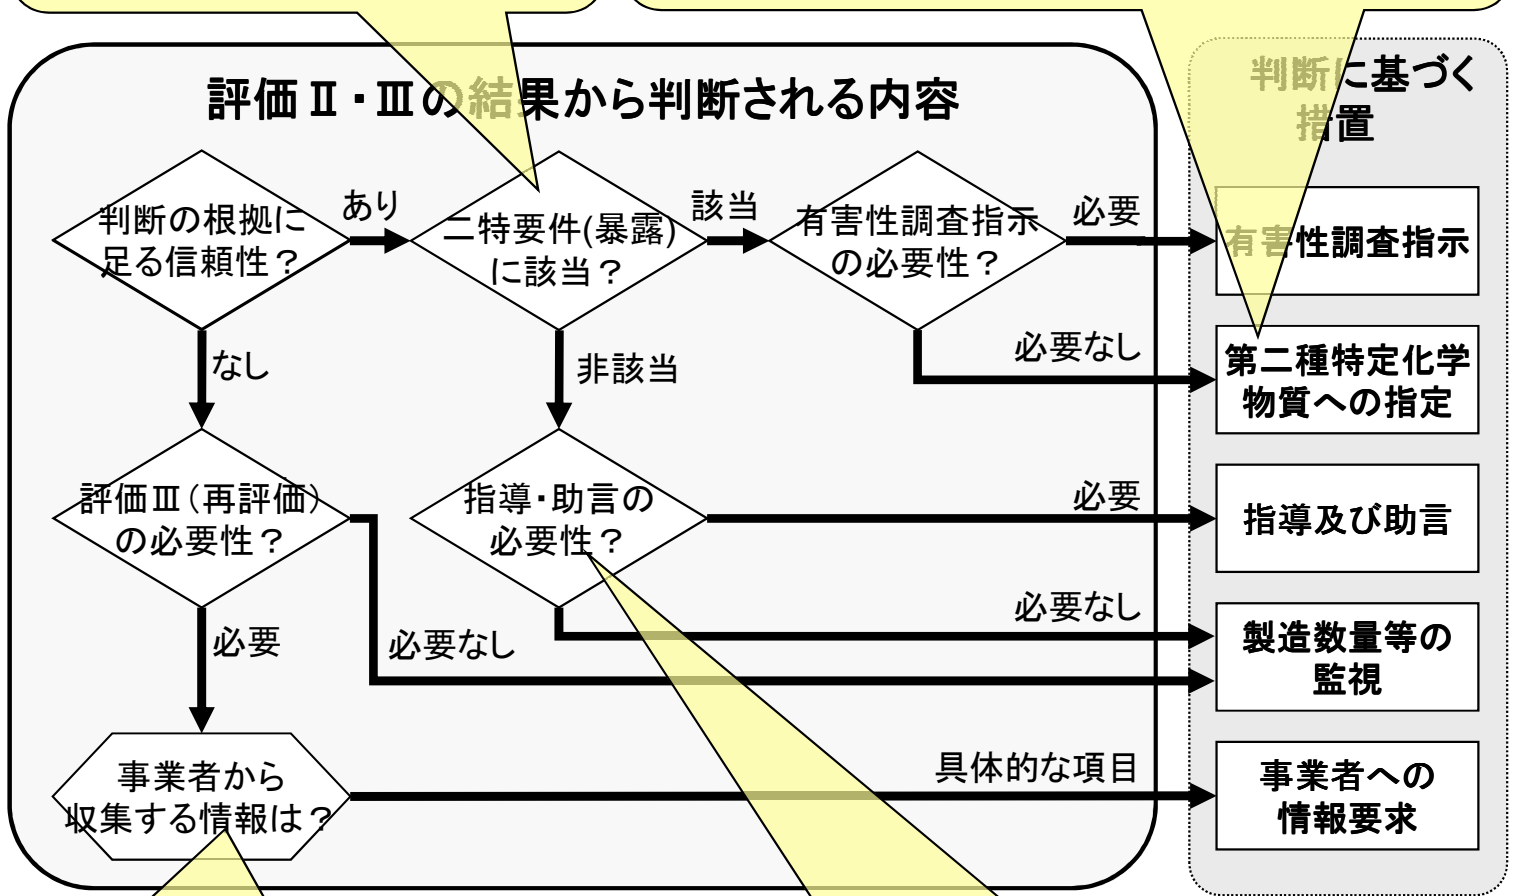 評価Ⅱ・Ⅲの結果から判断される内容
判断に基づく
措置
判断の根拠に
足る信頼性？
あり
二特要件(暴露)
に該当？
該当
有害性調査指示
の必要性？
必要
有害性調査指示
なし
非該当
必要なし
第二種特定化学
物質への指定
評価Ⅲ（再評価）
の必要性？
指導・助言の
必要性？
必要
指導及び助言
必要
必要なし
必要なし
製造数量等の
監視
事業者から
収集する情報は？
具体的な項目
事業者への
情報要求